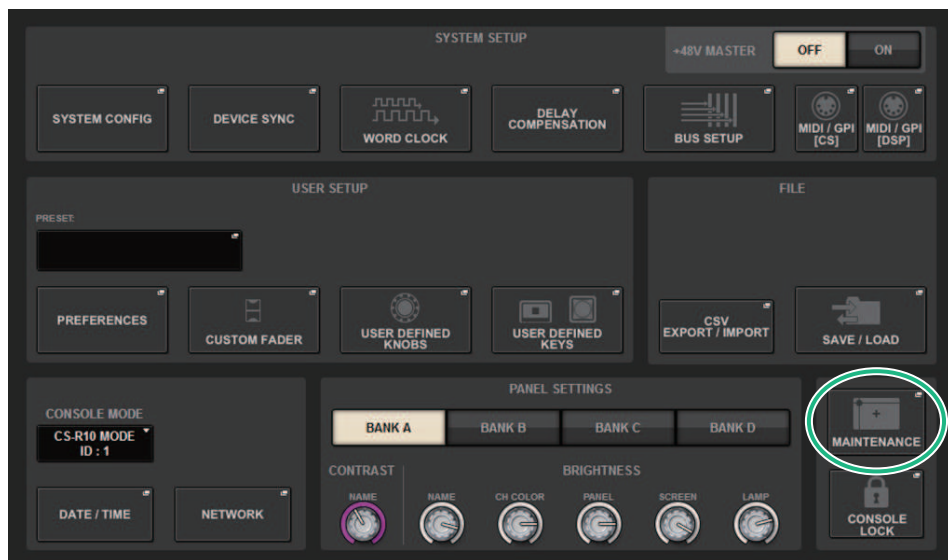 SYSTEM SETUP
+48V MASTER
OFF
ON
SYSTEM CONFIG
DEVICE SYNC
WORD CLOCK
DELAY
COMPENSATION
BUS SETUP
MIDI / GPI
[CS]
MIDI / GPI
[DSP]
USER SETUP
PRESET:
PREFERENCES
CUSTOM FADER
USER DEFINED
KNOBS
USER DEFINED
KEYS
FILE
CSV
EXPORT / IMPORT
SAVE / LOAD
CONSOLE MODE
CS-R10 MODE
ID : 1
DATE / TIME
NETWORK
PANEL SETTINGS
BANK A
BANK B
BANK C
BANK D
CONTRAST
BRIGHTNESS
NAME
NAME
CH COLOR
PANEL
SCREEN
LAMP
MAINTENANCE
CONSOLE
LOCK